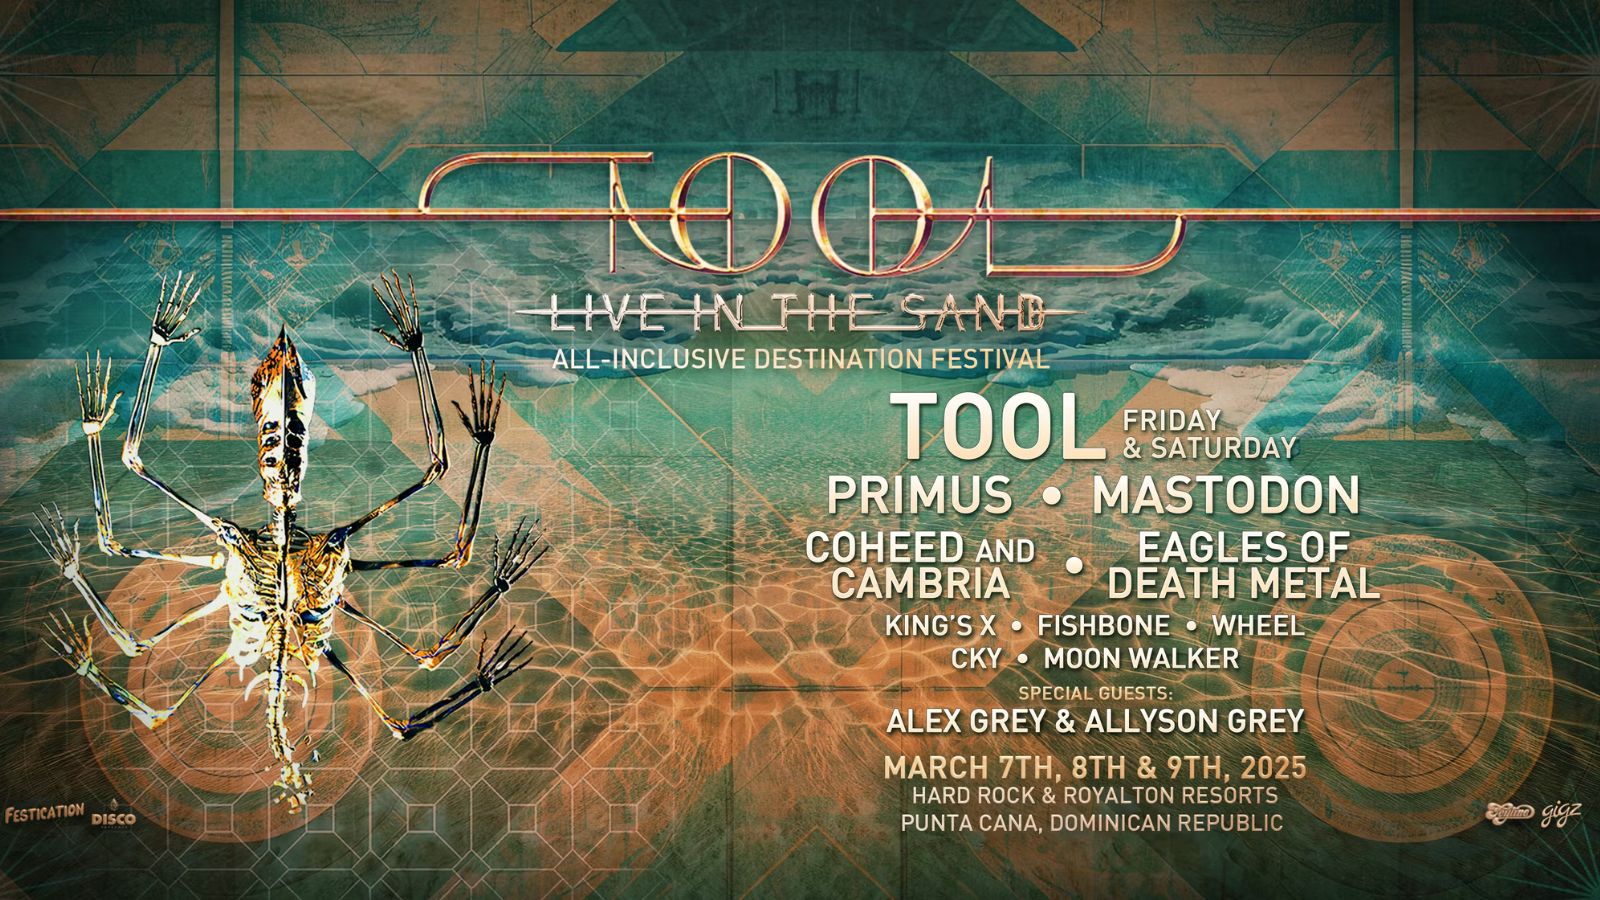 TOOL
LIVE IN THE SAND
ALL-INCLUSIVE DESTINATION FESTIVAL
TOOL FRIDAY
& SATURDAY
PRIMUS • MASTODON
COHEED AND
CAMBRIA • EAGLES OF
DEATH METAL
KING'S X • FISHBONE • WHEEL
CKY • MOON WALKER
SPECIAL GUESTS:
ALEX GREY & ALLYSON GREY
MARCH 7TH, 8TH & 9TH, 2025
HARD ROCK & ROYALTON RESORTS
PUNTA CANA, DOMINICAN REPUBLIC
FESTICATION
DISCO
gigz